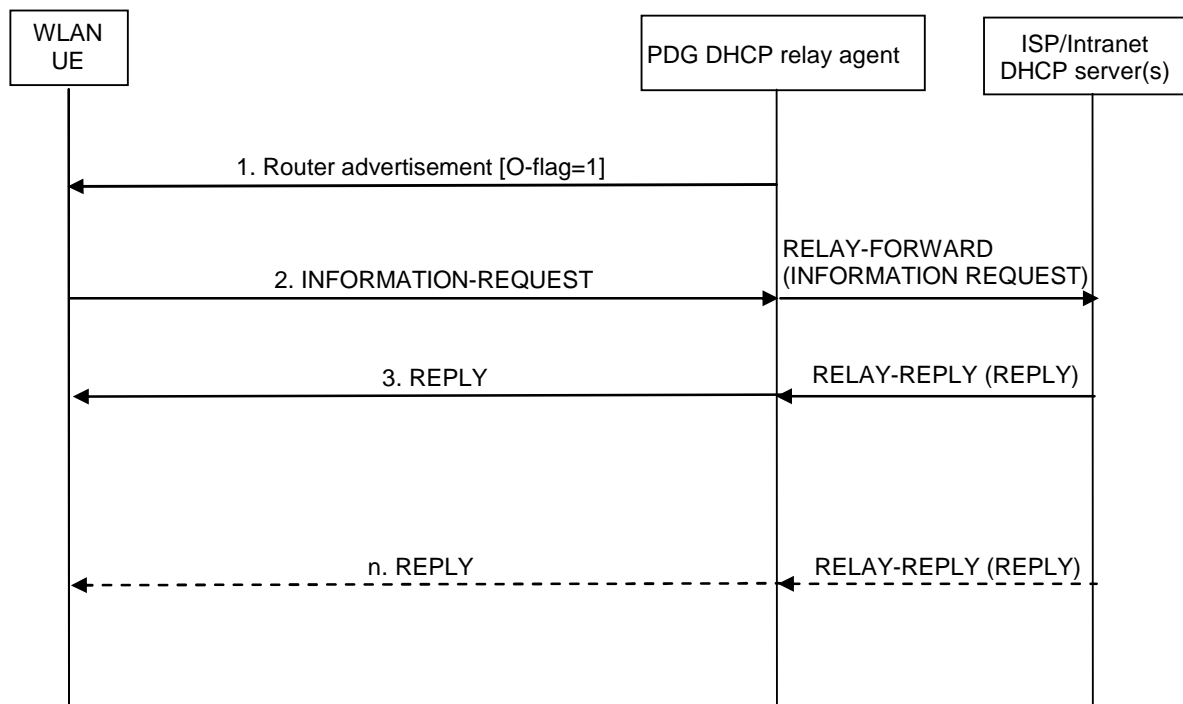 WLAN
UE
PDG DHCP relay agent
ISP/Intranet
DHCP server(s)
1. Router advertisement [O-flag=1]
2. INFORMATION-REQUEST
RELAY-FORWARD
(INFORMATION REQUEST)
3. REPLY
RELAY-REPLY (REPLY)
n. REPLY
RELAY-REPLY (REPLY)